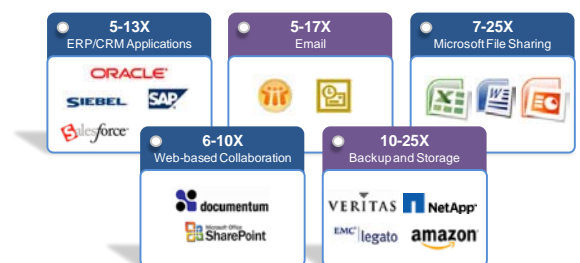 5-13X
ERP/CRM Applications
ORACLE
SIEBEL SAP
salesforce
5-17X
Email
7-25X
Microsoft File Sharing
6-10X
Web-based Collaboration
documentum
Microsoft Office
SharePoint
10-25X
Backup and Storage
VERITAS NetApp
EMC legato amazon